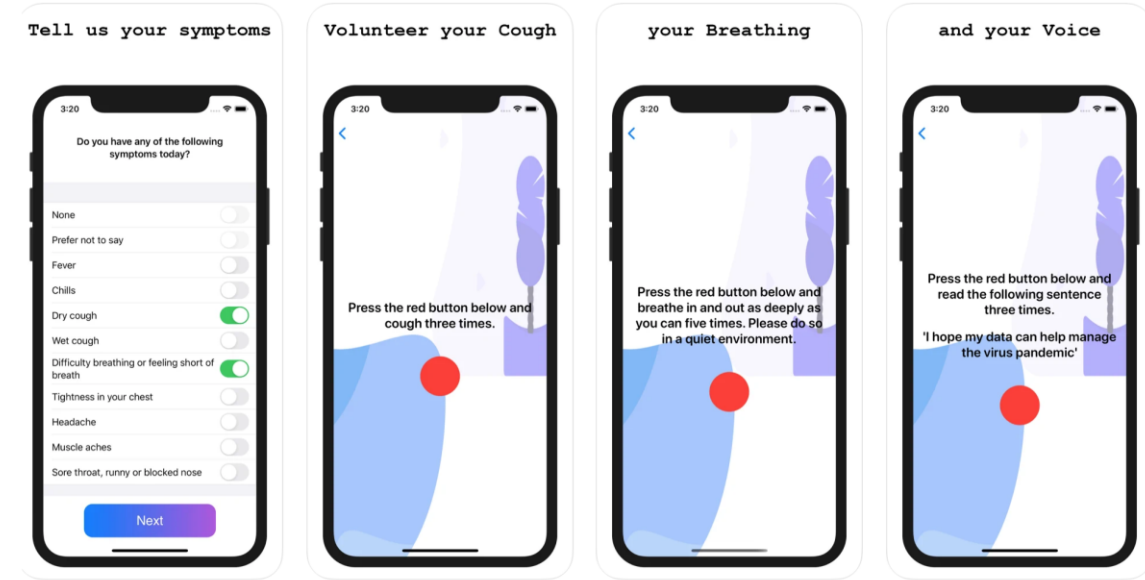 Tell us your symptoms
3:20
Do you have any of the following
symptoms today?
None
Prefer not to say
Fever
Chills
Dry cough
Wet cough
Difficulty breathing or feeling short of
breath
Tightness in your chest
Headache
Muscle aches
Sore throat, runny or blocked nose
Next
Volunteer your Cough
3:20
Press the red button below and
cough three times.
your Breathing
3:20
Press the red button below and
breathe in and out as deeply as
you can five times. Please do so
in a quiet environment.
and your Voice
3:20
Press the red button below and
read the following sentence
three times.
'I hope my data can help manage
the virus pandemic'